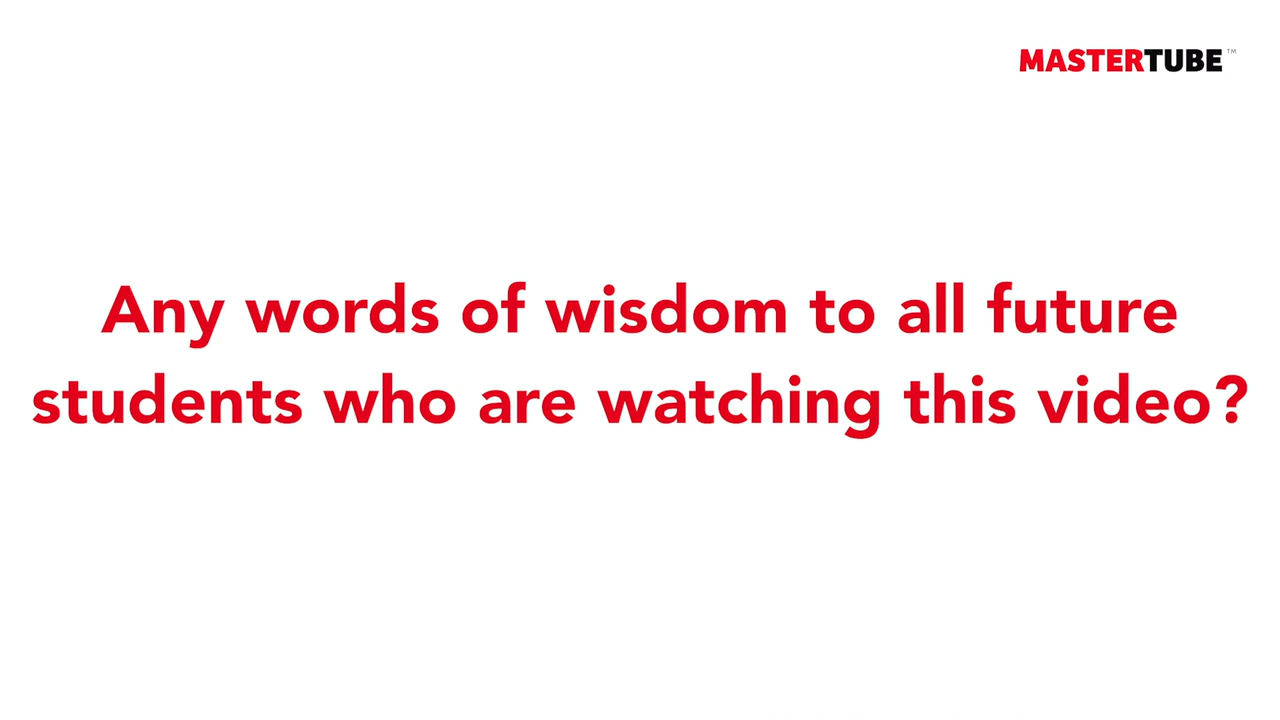 MASTERTUBE™
Any words of wisdom to all future
students who are watching this video?